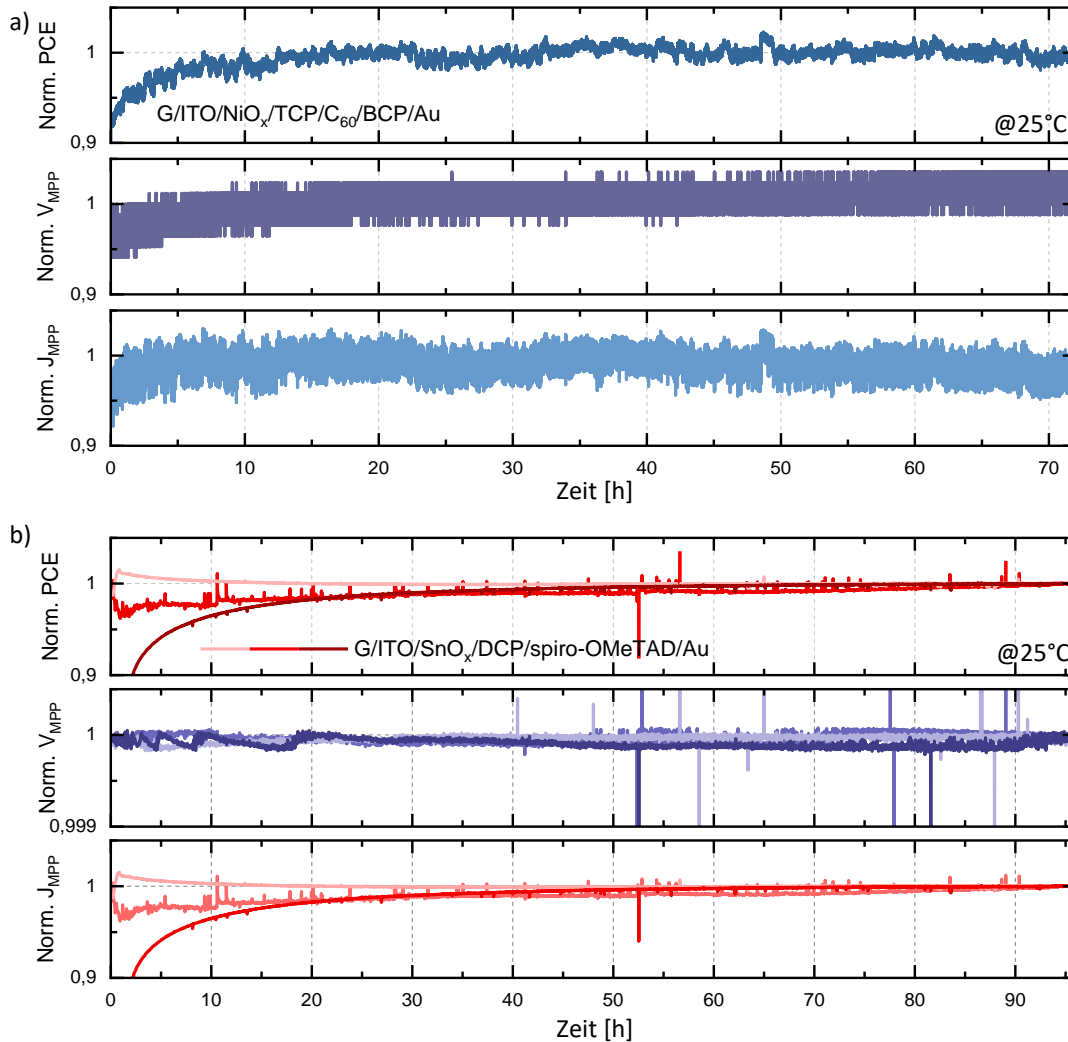 a)
Norm. PCE
1
0,9
G/ITO/NiOx/TCP/C60/BCP/Au
@25°C
Norm. VMPP
1
0,9
Norm. JMPP
1
0,9
0 10 20 30 40 50 60 70
Zeit [h]
b)
Norm. PCE
1
0,9
G/ITO/SnOx/DCP/spiro-OMeTAD/Au
@25°C
Norm. VMPP
1
0,999
Norm. JMPP
1
0,9
0 10 20 30 40 50 60 70 80 90
Zeit [h]